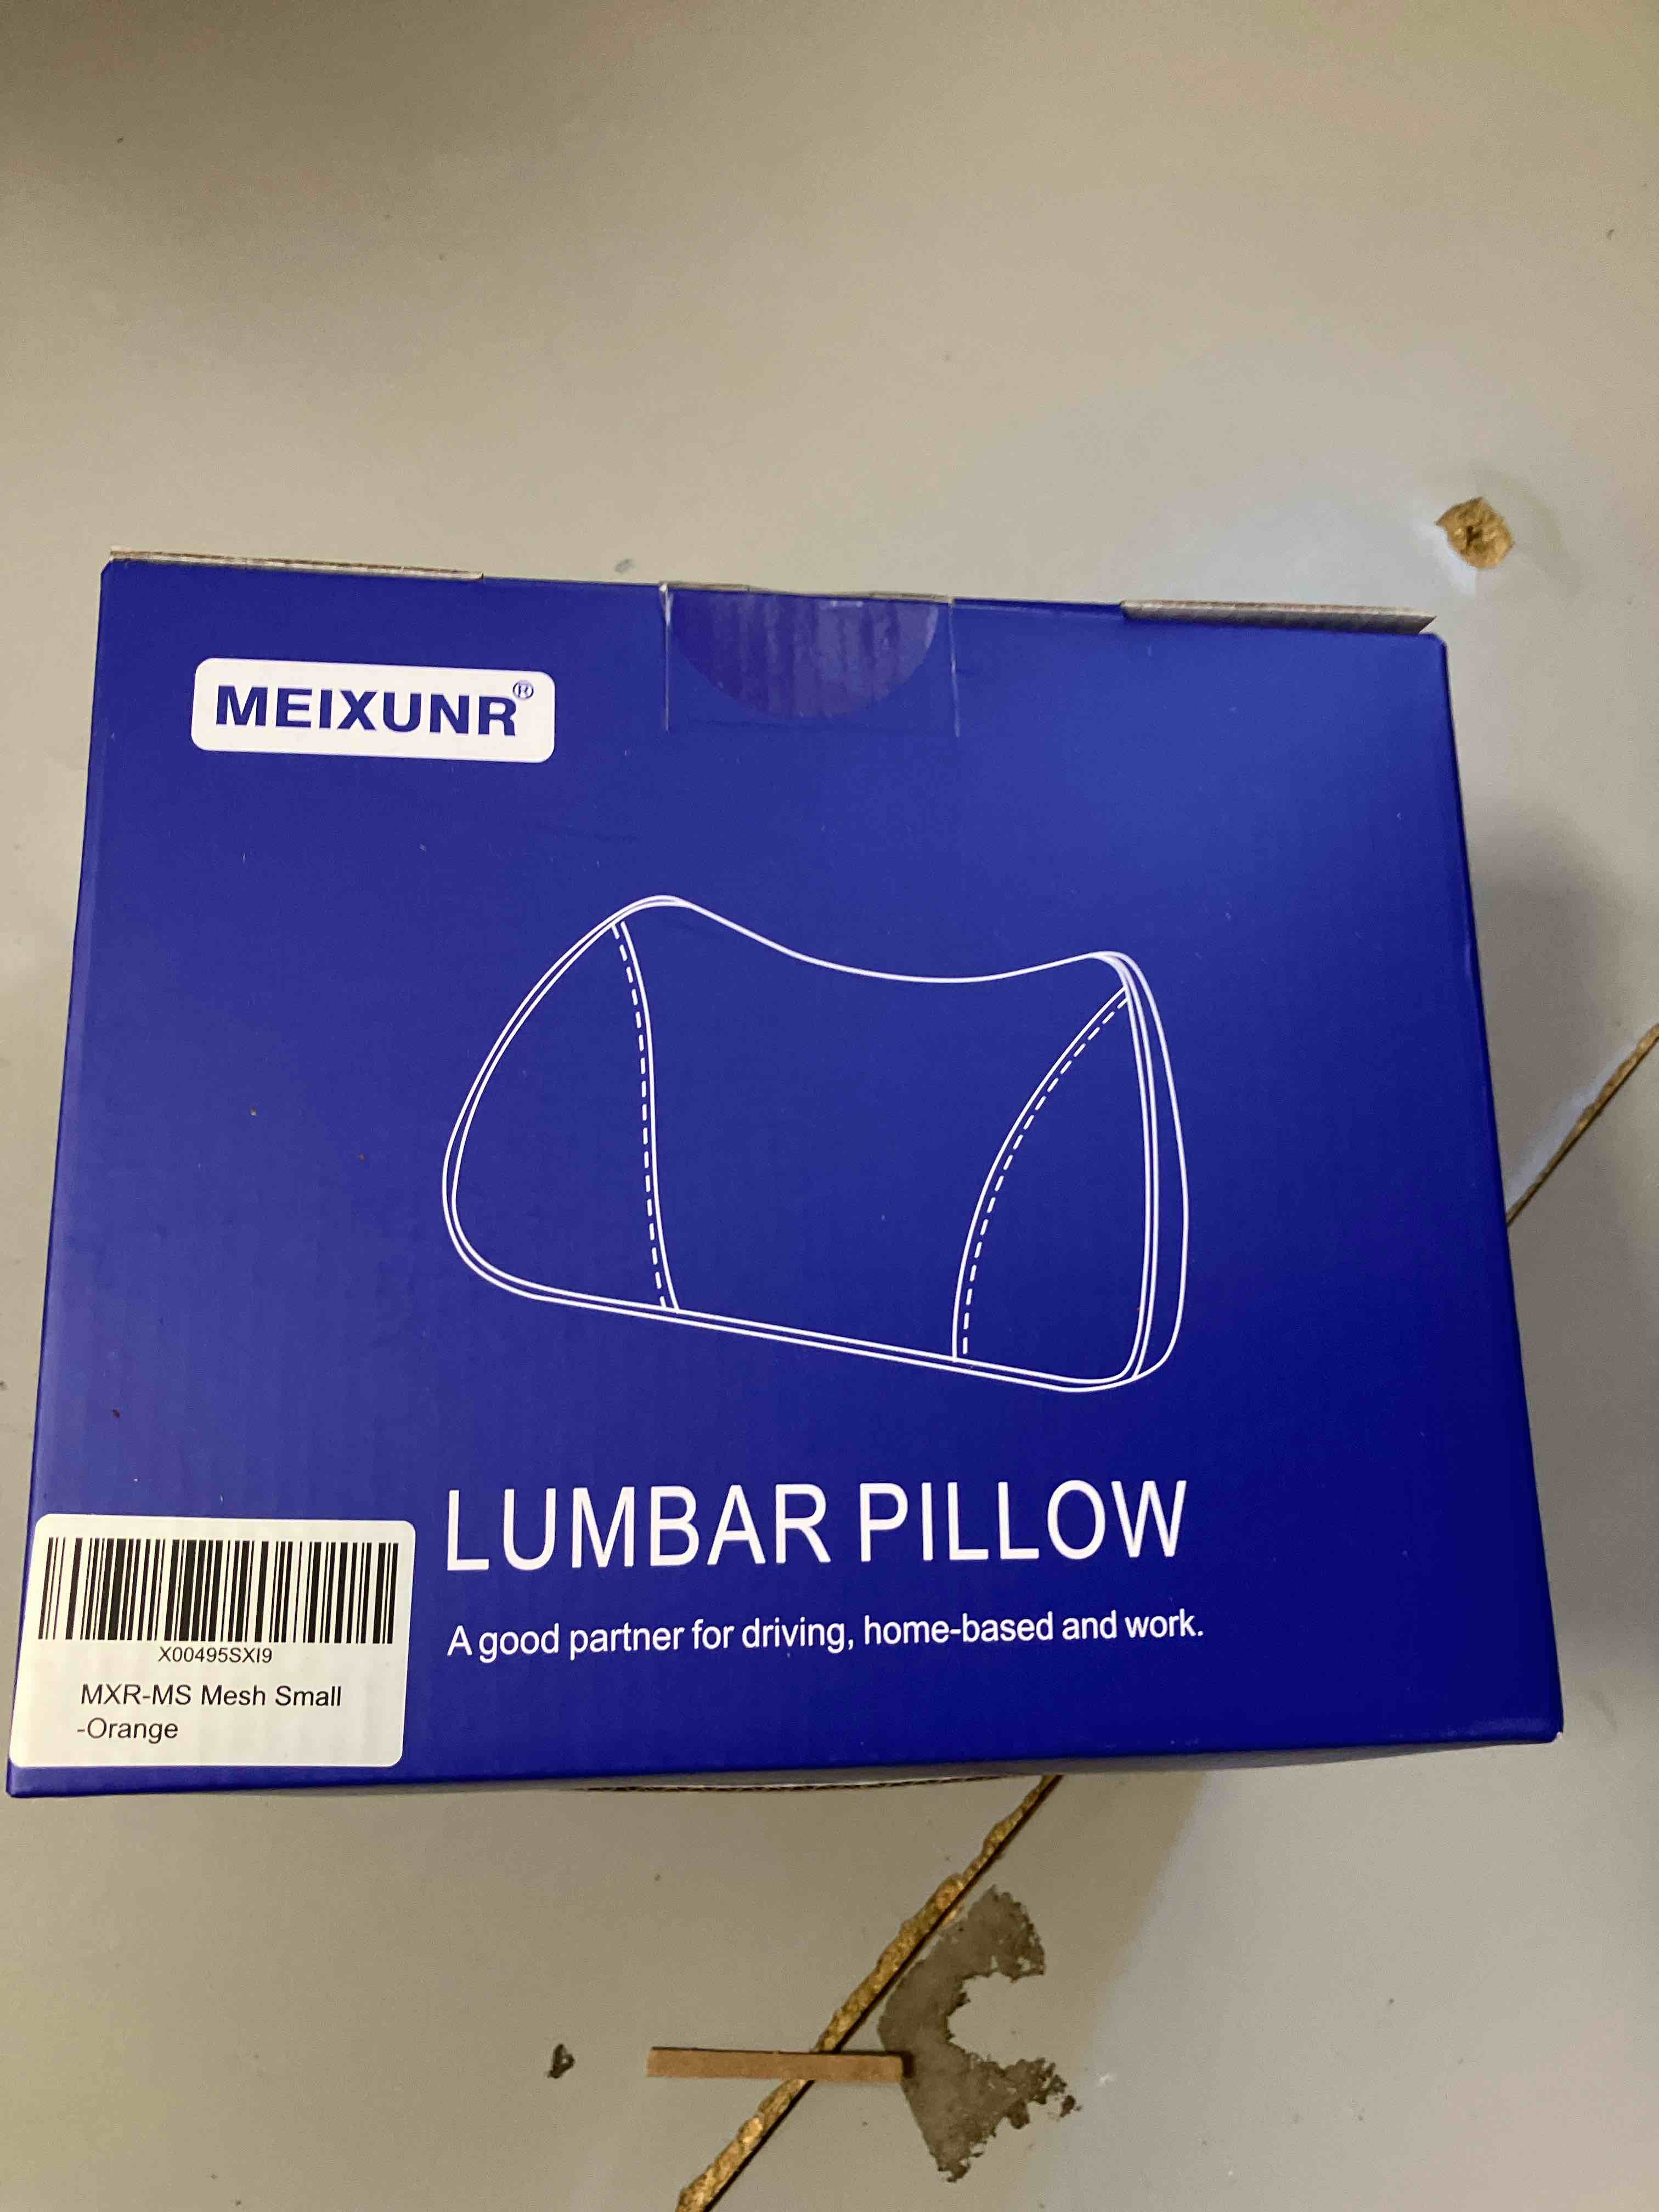 MEIXUNR®
LUMBAR PILLOW
A good partner for driving, home-based and work.
X00495SXI9
MXR-MS Mesh Small
-Orange